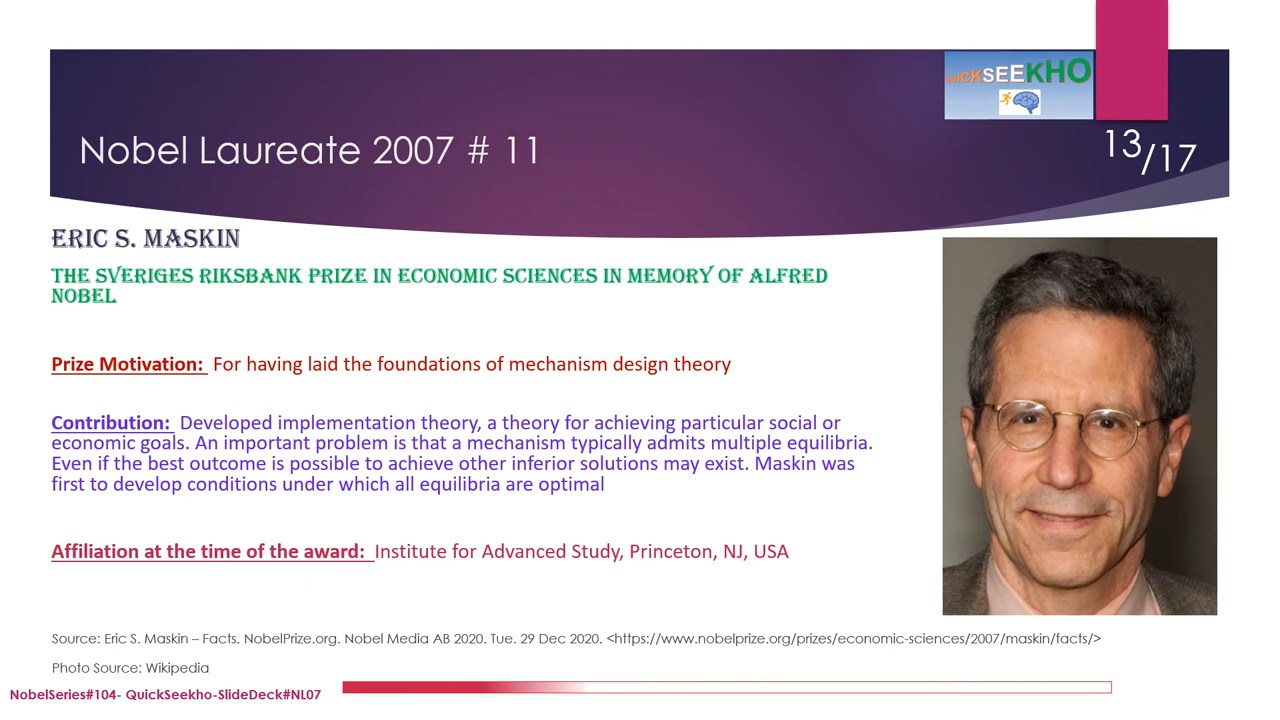 QUICKSEEKHO
Nobel Laureate 2007 # 11
13/17
ERIC S. MASKIN
THE SVERIGES RIKSBANK PRIZE IN ECONOMIC SCIENCES IN MEMORY OF ALFRED
NOBEL
Prize Motivation: For having laid the foundations of mechanism design theory
Contribution: Developed implementation theory, a theory for achieving particular social or
economic goals. An important problem is that a mechanism typically admits multiple equilibria.
Even if the best outcome is possible to achieve other inferior solutions may exist. Maskin was
first to develop conditions under which all equilibria are optimal
Affiliation at the time of the award: Institute for Advanced Study, Princeton, NJ, USA
Source: Eric S. Maskin – Facts. NobelPrize.org. Nobel Media AB 2020. Tue. 29 Dec 2020. <https://www.nobelprize.org/prizes/economic-sciences/2007/maskin/facts/>
Photo Source: Wikipedia
NobelSeries#104- QuickSeekho-SlideDeck#NL07